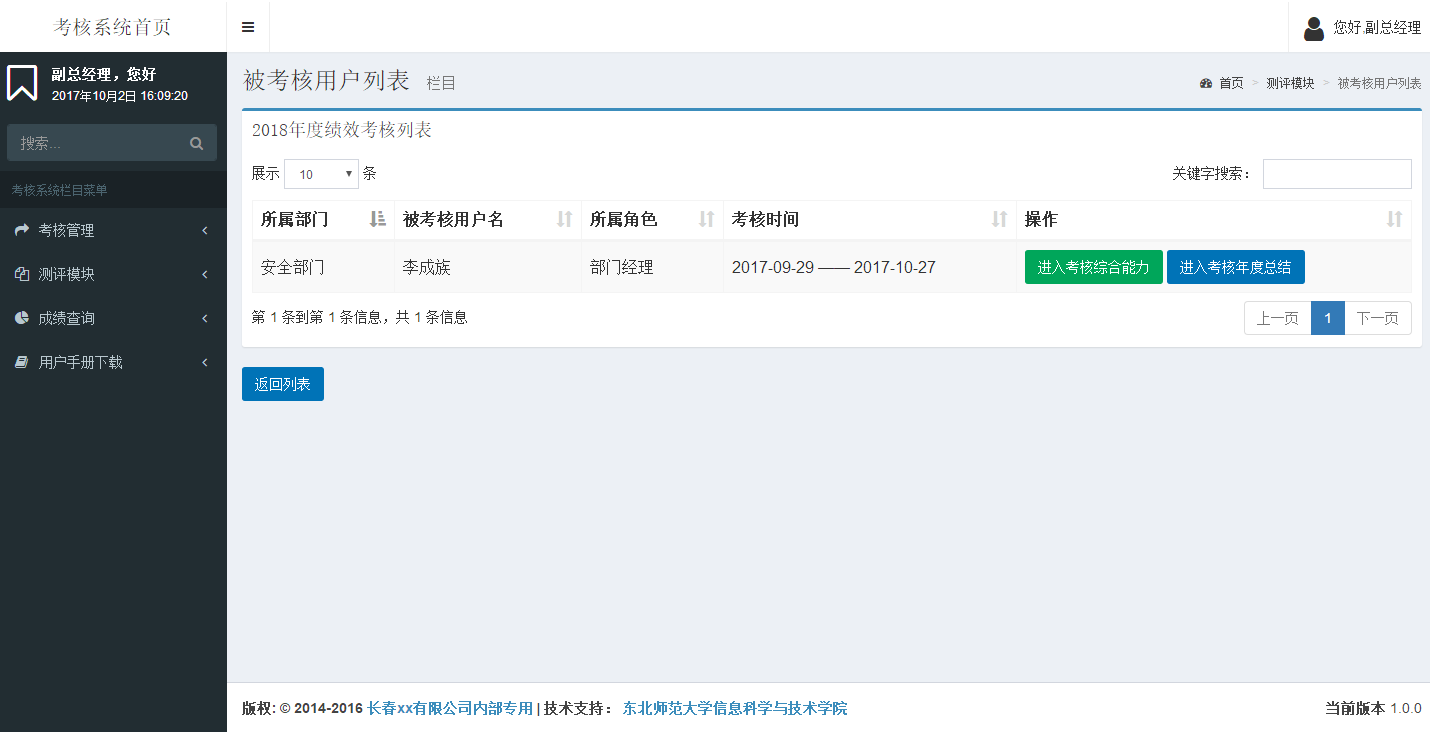 考核系统首页
您好,副总经理
副总经理，您好
2017年10月2日 16:09:20
搜索...
考核系统栏目菜单
考核管理
测评模块
成绩查询
用户手册下载
被考核用户列表 栏目
首页 > 测评模块 > 被考核用户列表
2018年度绩效考核列表
展示 10 条
关键字搜索：
所属部门 被考核用户名 所属角色 考核时间 操作
安全部门 李成族 部门经理 2017-09-29 —— 2017-10-27 进入考核综合能力 进入考核年度总结
第 1 条到第 1 条信息，共 1 条信息
上一页 1 下一页
返回列表
版权: © 2014-2016 长春xx有限公司内部专用 | 技术支持： 东北师范大学信息科学与技术学院
当前版本 1.0.0